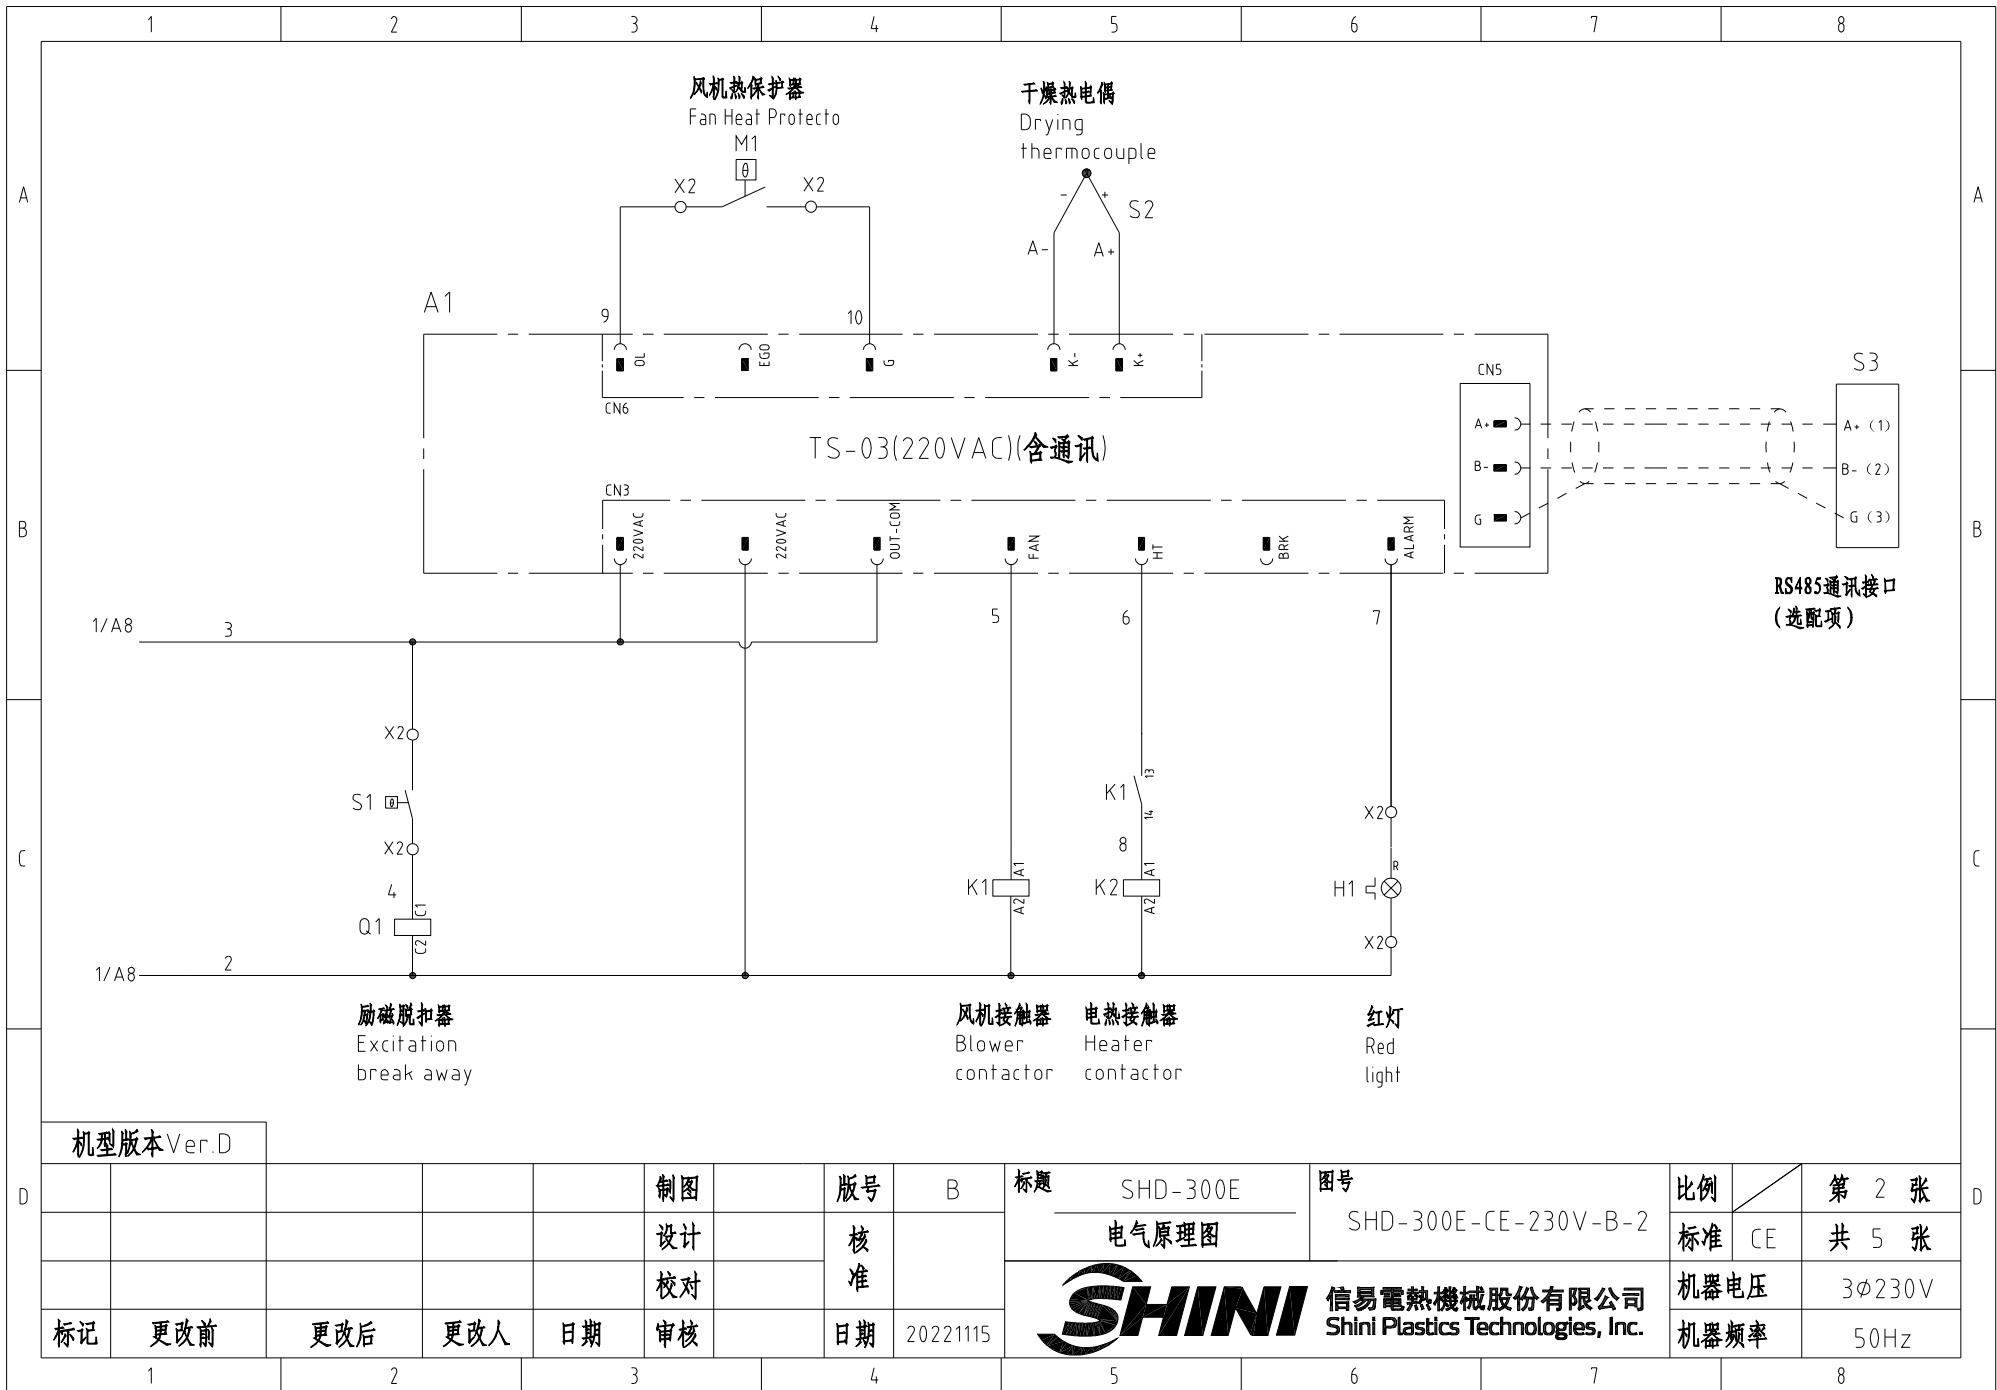 1 2 3 4 5 6 7 8
A
A
B
B
C
C
D
D
风机热保护器
Fan Heat Protecto
M1
θ
X2
X2
干燥热电偶
Drying
thermocouple
- +
S2
A-
A+
A1
9
10
OL
EGO
G
K-
K+
CN6
TS-03(220VAC)(含通讯)
CN3
220VAC
220VAC
OUT-COM
FAN
HT
BRK
ALARM
CN5
A+
B-
G
S3
A+ (1)
B- (2)
G (3)
RS485通讯接口
(选配项)
1/A8
3
5
6
7
X2
S1
θ
X2
4
Q1
C1
C2
K1
13
14
8
K1
A1
A2
K2
A1
A2
X2
R
H1
X2
1/A8
2
励磁脱扣器
Excitation
break away
风机接触器
Blower
contactor
电热接触器
Heater
contactor
红灯
Red
light
机型版本Ver.D
制图
版号 B
标题 SHD-300E
电气原理图
图号
SHD-300E-CE-230V-B-2
比例
第 2 张
设计
核
准
标准 CE
共 5 张
校对
机器电压 3Φ230V
标记 更改前 更改后 更改人 日期 审核
日期 20221115
SHINI
信易電熱機械股份有限公司
Shini Plastics Technologies, Inc.
机器频率 50Hz
1 2 3 4 5 6 7 8